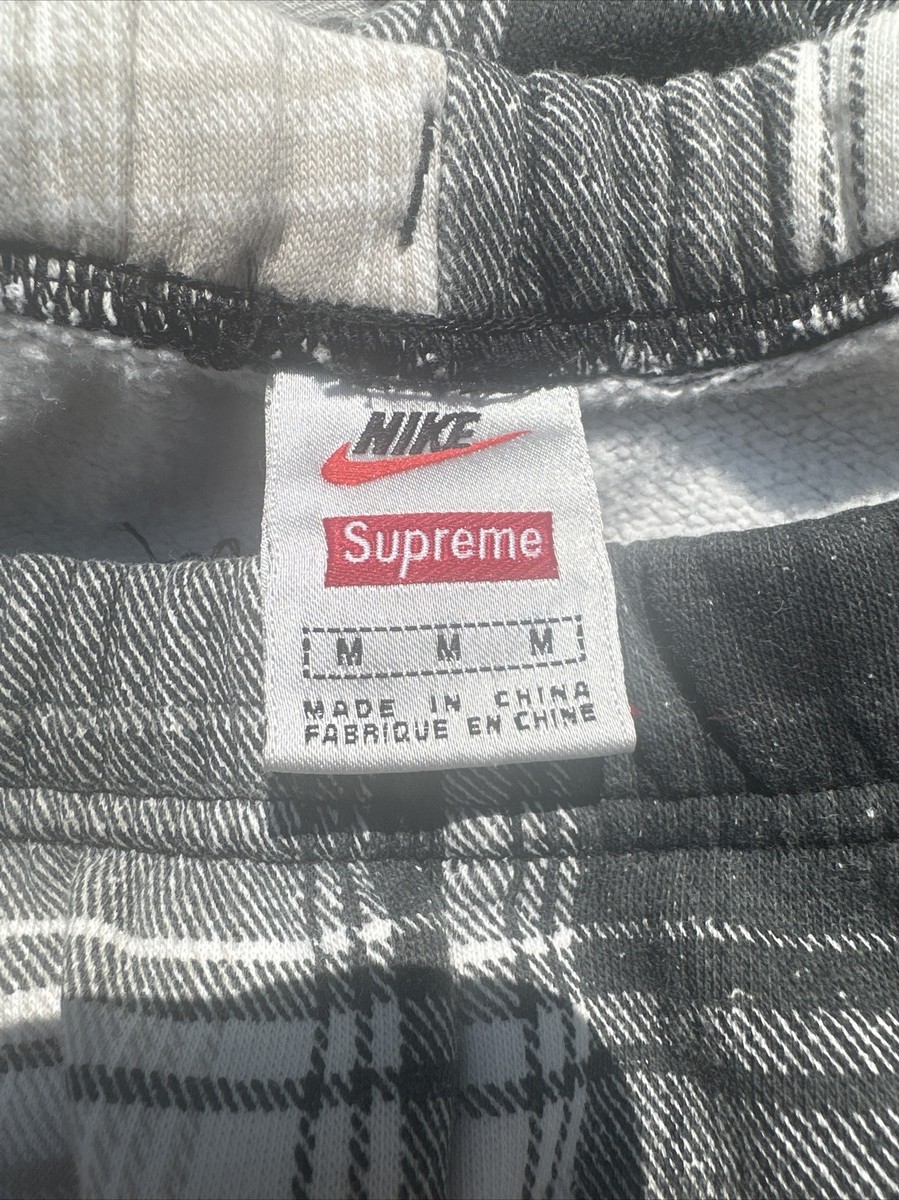 NIKE
Supreme
M M M
MADE IN CHINA
FABRIQUE EN CHINE